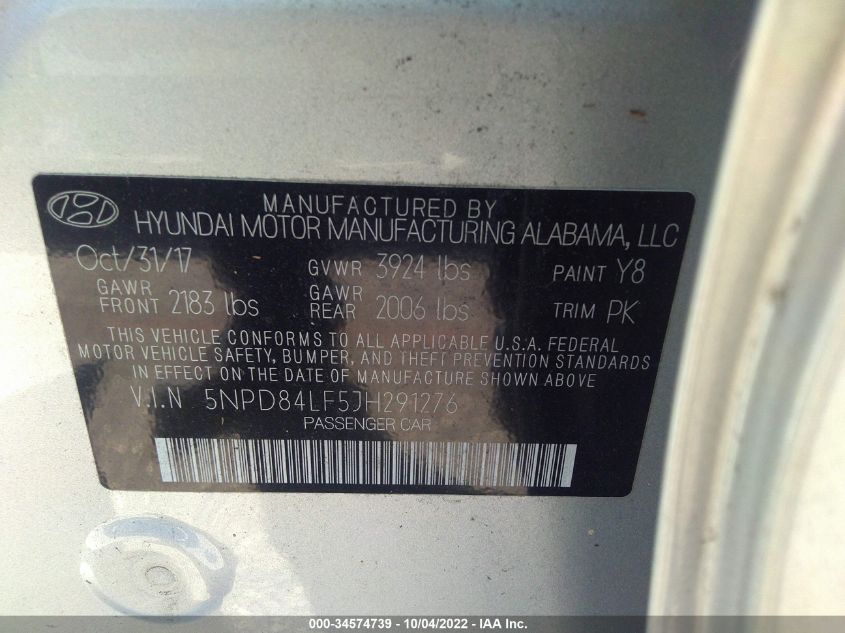 MANUFACTURED BY
HYUNDAI MOTOR MANUFACTURING ALABAMA, LLC
Oct/31/17 GVWR 3924 lbs PAINT Y8
GAWR FRONT 2183 lbs GAWR REAR 2006 lbs TRIM PK
THIS VEHICLE CONFORMS TO ALL APPLICABLE U.S.A. FEDERAL
MOTOR VEHICLE SAFETY, BUMPER, AND THEFT PREVENTION STANDARDS
IN EFFECT ON THE DATE OF MANUFACTURE SHOWN ABOVE
V.I.N 5NPD84LF5JH291276
PASSENGER CAR
000-34574739 - 10/04/2022 - IAA Inc.